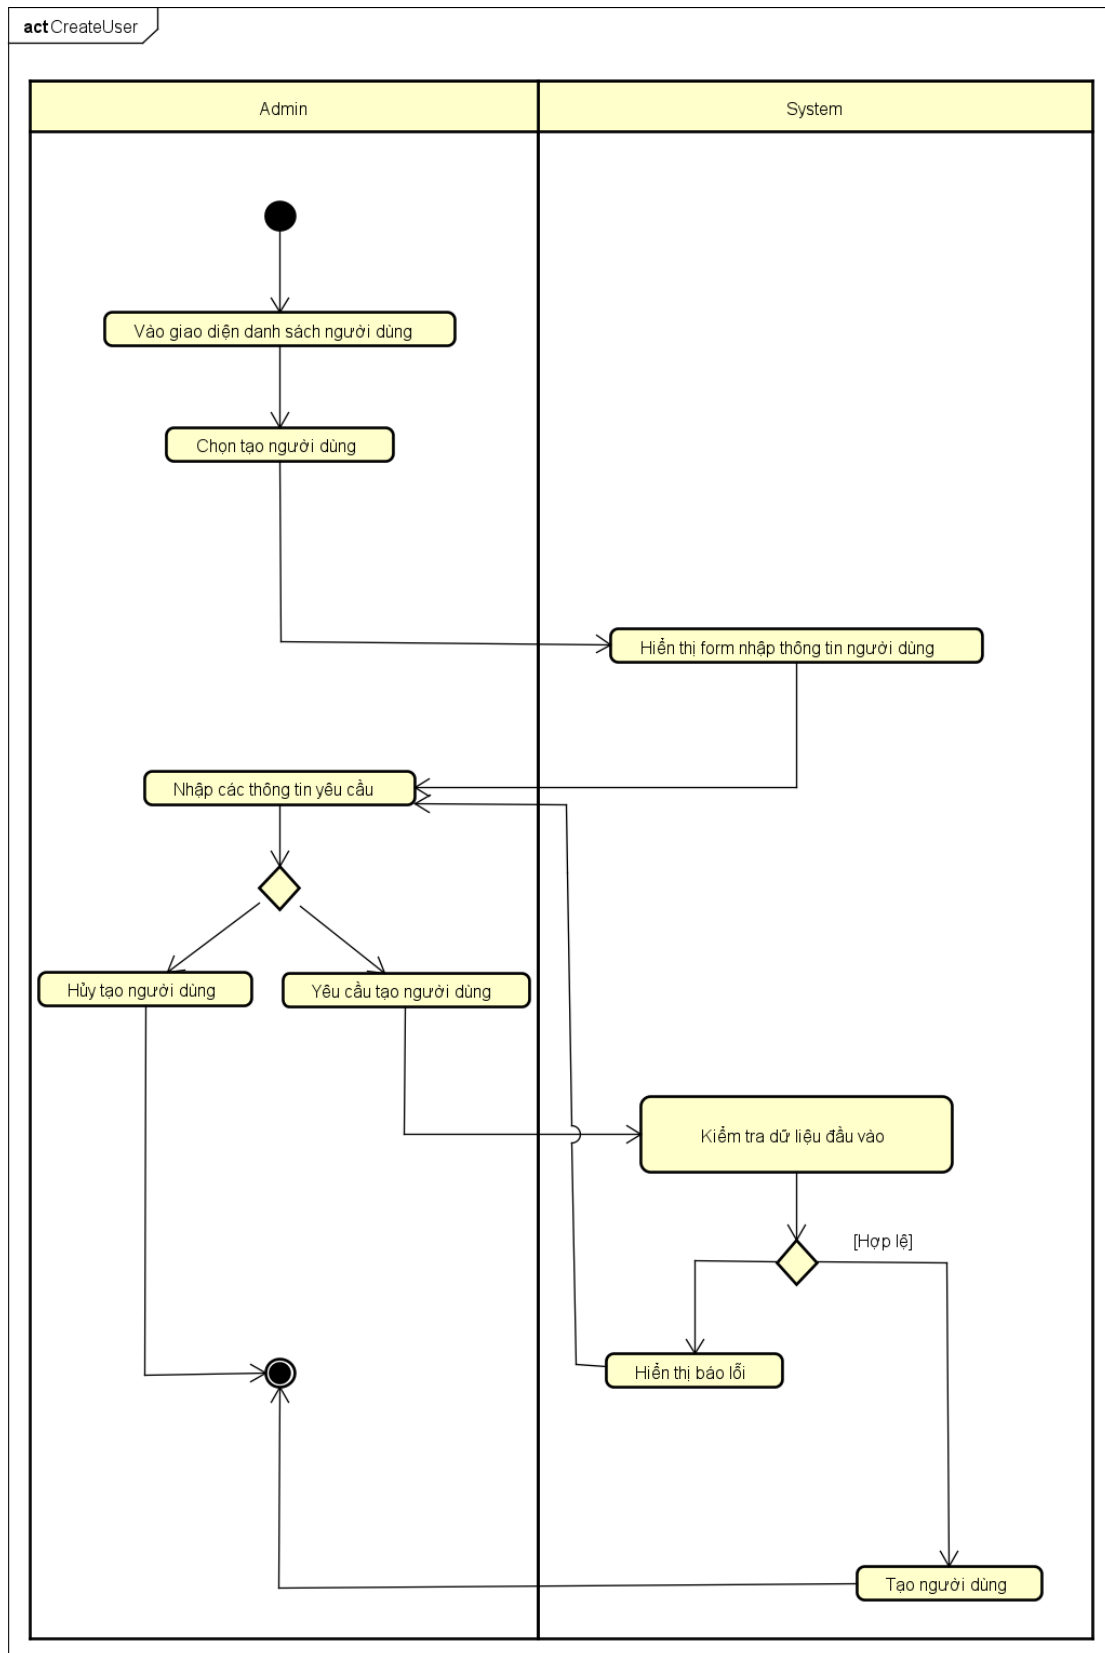 act CreateUser
Admin
System
Vào giao diện danh sách người dùng
Chọn tạo người dùng
Hiển thị form nhập thông tin người dùng
Nhập các thông tin yêu cầu
Hủy tạo người dùng
Yêu cầu tạo người dùng
Kiểm tra dữ liệu đầu vào
[Hợp lệ]
Hiển thị báo lỗi
Tạo người dùng